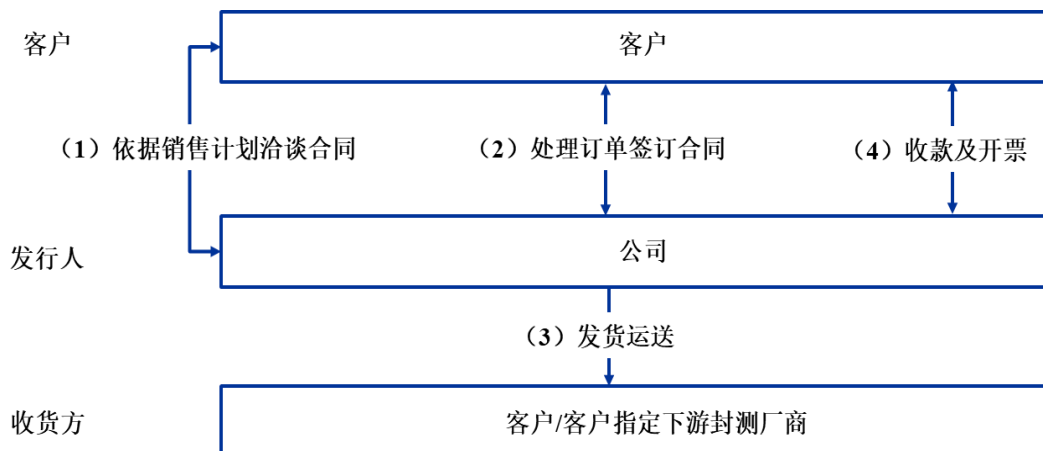 客户
客户
（1）依据销售计划洽谈合同
（2）处理订单签订合同
（4）收款及开票
发行人
公司
（3）发货运送
收货方
客户/客户指定下游封测厂商